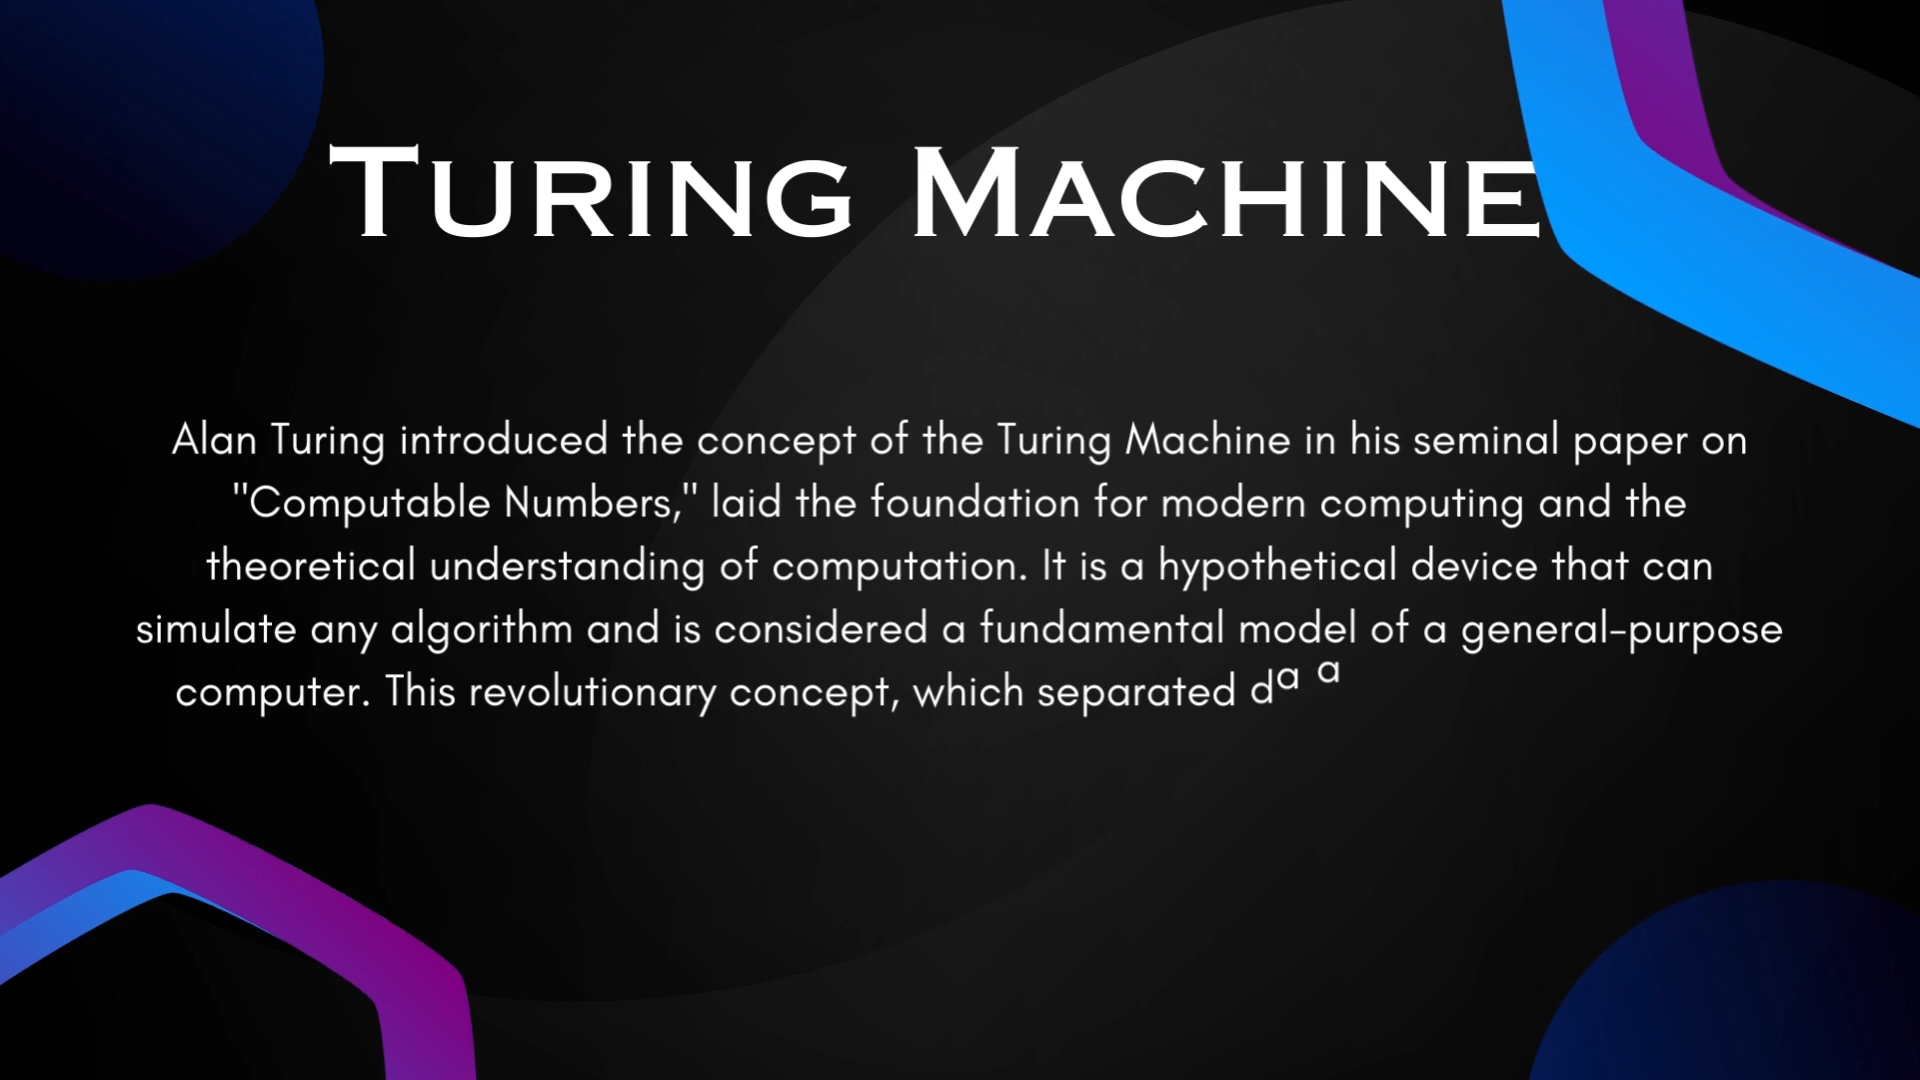 Turing Machine
Alan Turing introduced the concept of the Turing Machine in his seminal paper on
"Computable Numbers," laid the foundation for modern computing and the
theoretical understanding of computation. It is a hypothetical device that can
simulate any algorithm and is considered a fundamental model of a general-purpose
computer. This revolutionary concept, which separated da a